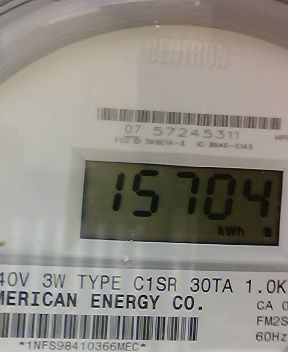 CENTRON
07 57245311
15704
kWh
40V 3W TYPE C1SR 30TA 1.0K
MERICAN ENERGY CO.
CA 0
FM2S
60Hz
*1NFS98410366MEC*